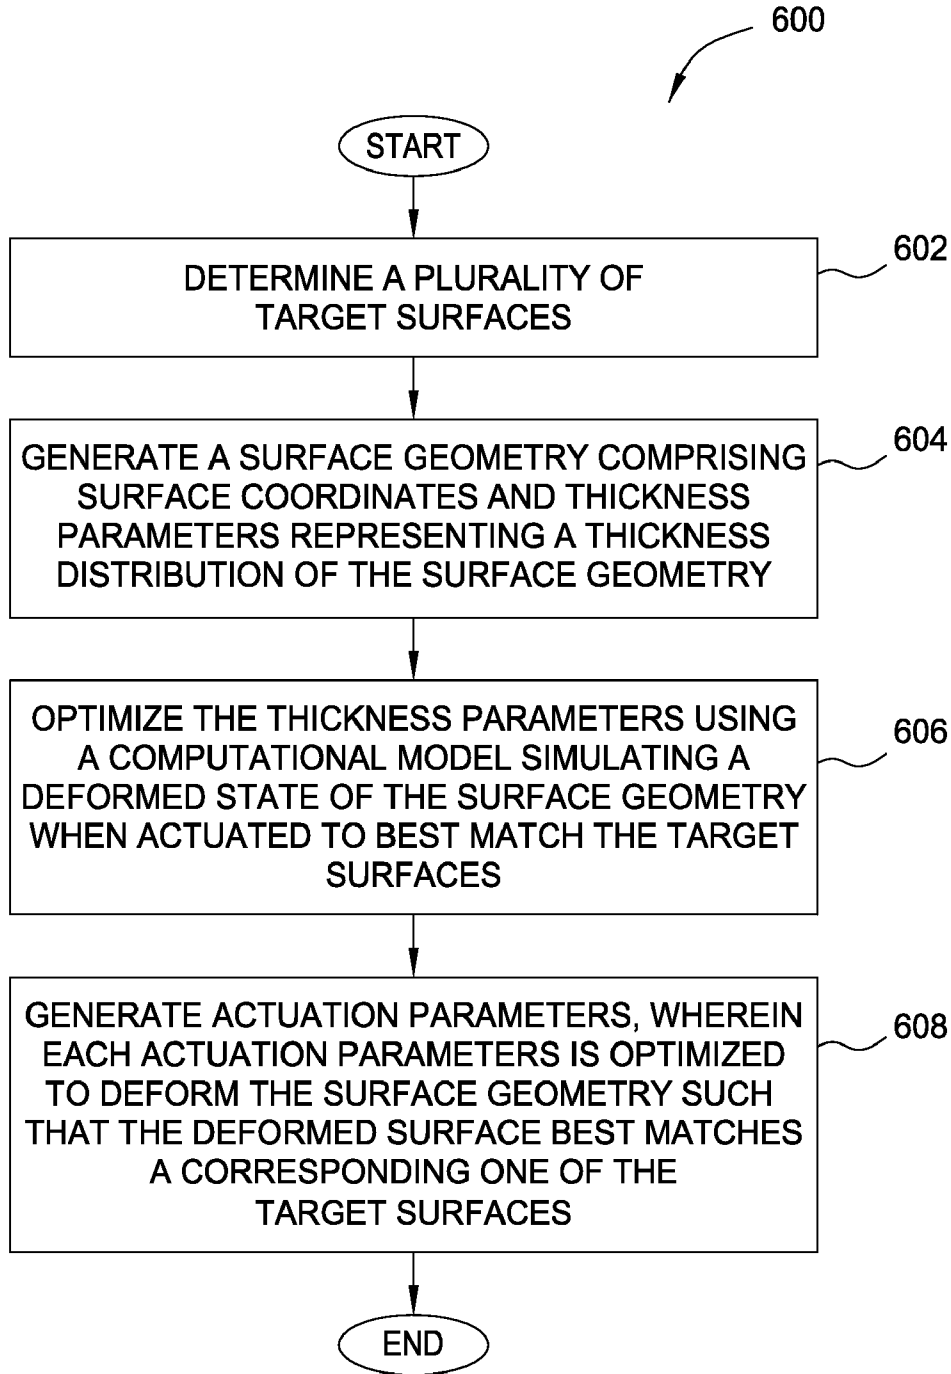 600
START
602
DETERMINE A PLURALITY OF
TARGET SURFACES
604
GENERATE A SURFACE GEOMETRY COMPRISING
SURFACE COORDINATES AND THICKNESS
PARAMETERS REPRESENTING A THICKNESS
DISTRIBUTION OF THE SURFACE GEOMETRY
606
OPTIMIZE THE THICKNESS PARAMETERS USING
A COMPUTATIONAL MODEL SIMULATING A
DEFORMED STATE OF THE SURFACE GEOMETRY
WHEN ACTUATED TO BEST MATCH THE TARGET
SURFACES
608
GENERATE ACTUATION PARAMETERS, WHEREIN
EACH ACTUATION PARAMETERS IS OPTIMIZED
TO DEFORM THE SURFACE GEOMETRY SUCH
THAT THE DEFORMED SURFACE BEST MATCHES
A CORRESPONDING ONE OF THE
TARGET SURFACES
END